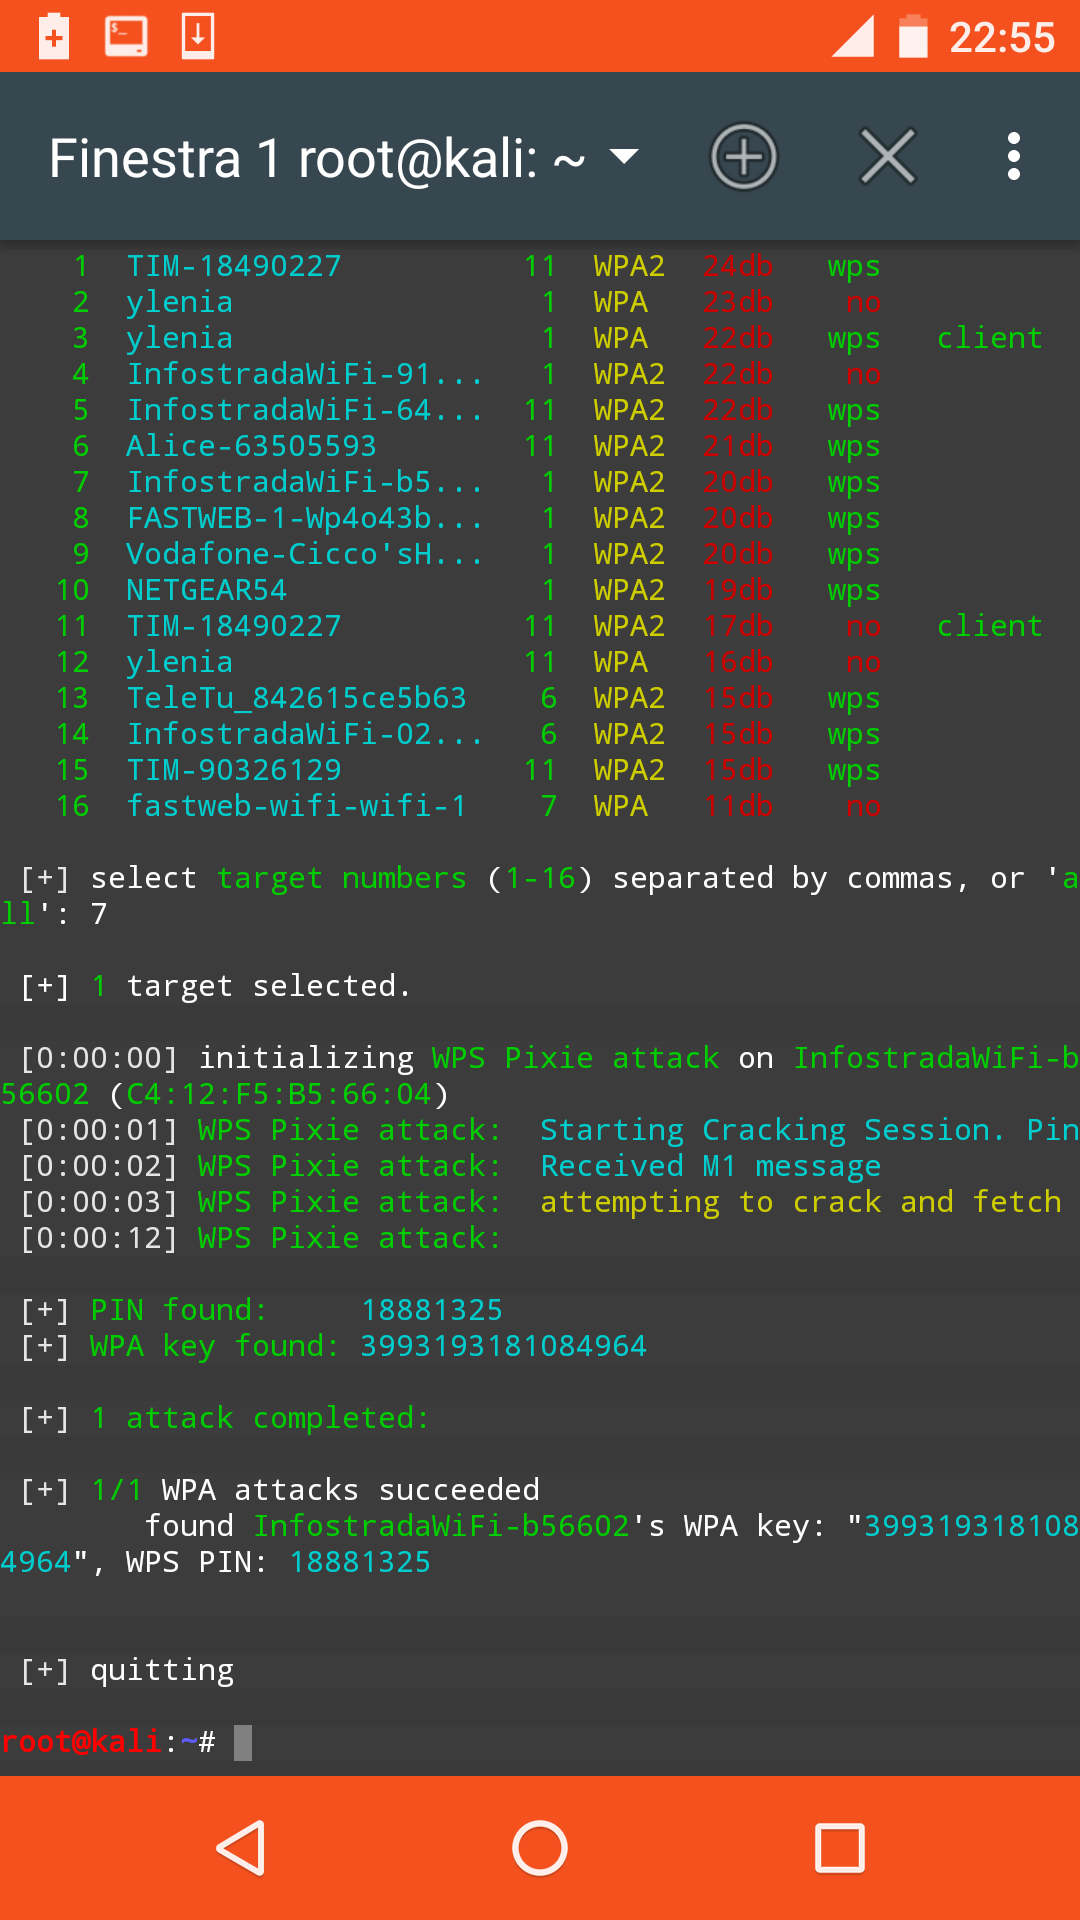 22:55
Finestra 1 root@kali: ~
1 TIM-18490227 11 WPA2 24db wps
2 ylenia 1 WPA 23db no
3 ylenia 1 WPA 22db wps client
4 InfostradaWiFi-91... 1 WPA2 22db no
5 InfostradaWiFi-64... 11 WPA2 22db wps
6 Alice-63505593 11 WPA2 21db wps
7 InfostradaWiFi-b5... 1 WPA2 20db wps
8 FASTWEB-1-Wp4o43b... 1 WPA2 20db wps
9 Vodafone-Cicco'sH... 1 WPA2 20db wps
10 NETGEAR54 1 WPA2 19db wps
11 TIM-18490227 11 WPA2 17db no client
12 ylenia 11 WPA 16db no
13 TeleTu_842615ce5b63 6 WPA2 15db wps
14 InfostradaWiFi-02... 6 WPA2 15db wps
15 TIM-90326129 11 WPA2 15db wps
16 fastweb-wifi-wifi-1 7 WPA 11db no
[+] select target numbers (1-16) separated by commas, or 'a
ll': 7
[+] 1 target selected.
[0:00:00] initializing WPS Pixie attack on InfostradaWiFi-b
56602 (C4:12:F5:B5:66:04)
[0:00:01] WPS Pixie attack: Starting Cracking Session. Pin
[0:00:02] WPS Pixie attack: Received M1 message
[0:00:03] WPS Pixie attack: attempting to crack and fetch
[0:00:12] WPS Pixie attack:
[+] PIN found: 18881325
[+] WPA key found: 3993193181084964
[+] 1 attack completed:
[+] 1/1 WPA attacks succeeded
found InfostradaWiFi-b56602's WPA key: "399319318108
4964", WPS PIN: 18881325
[+] quitting
root@kali:~#